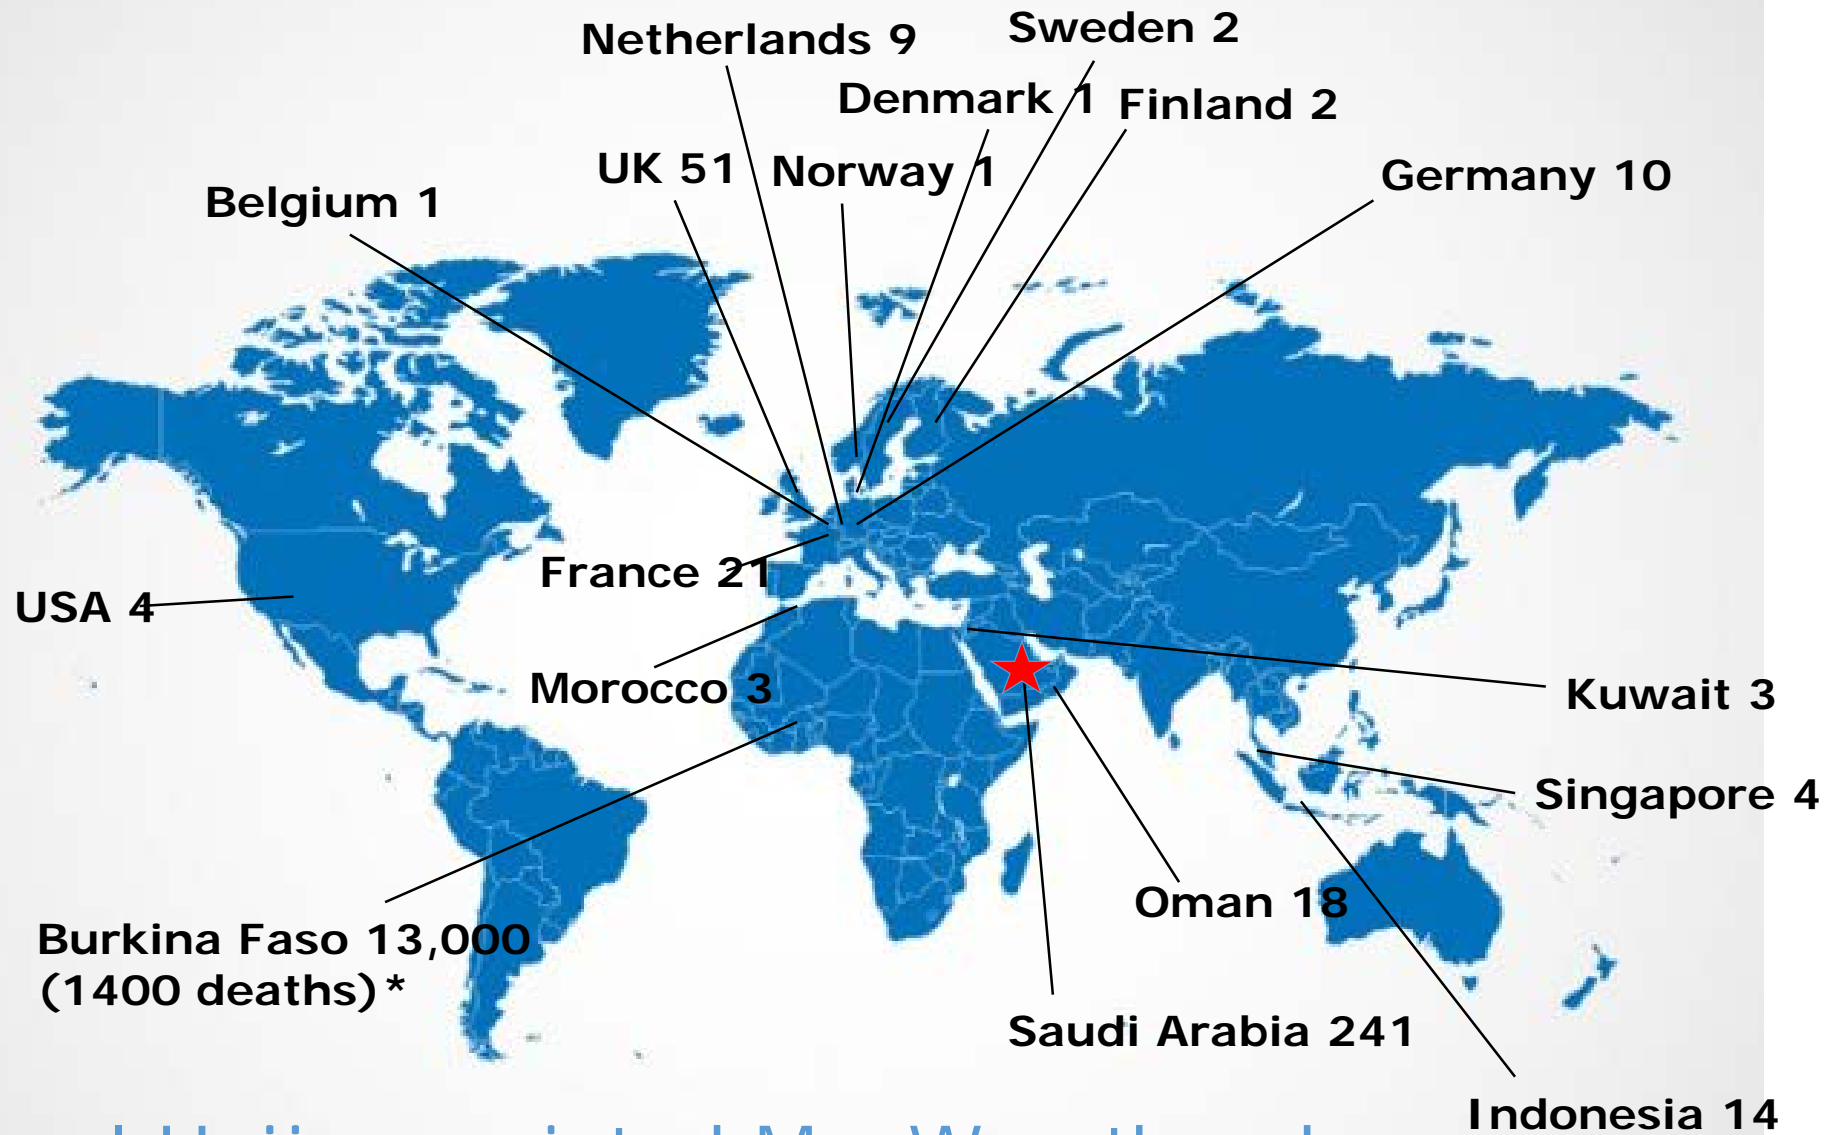 Netherlands 9
Sweden 2
Denmark 1
Finland 2
UK 51
Norway 1
Germany 10
Belgium 1
France 21
USA 4
Morocco 3
Kuwait 3
Singapore 4
Oman 18
Burkina Faso 13,000
(1400 deaths)*
Saudi Arabia 241
Indonesia 14